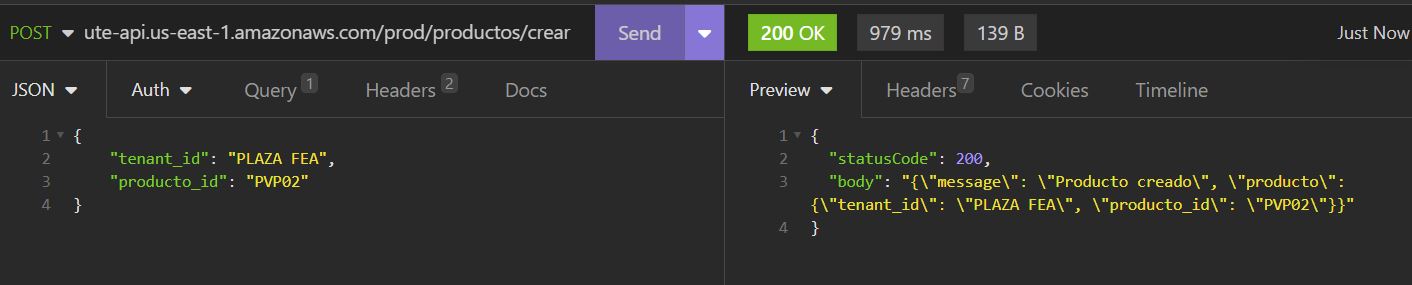 POST ute-api.us-east-1.amazonaws.com/prod/productos/crear Send 200 OK 979 ms 139 B Just Now
JSON Auth Query 1 Headers 2 Docs Preview Headers 7 Cookies Timeline
1 {
2 "tenant_id": "PLAZA FEA",
3 "producto_id": "PVP02"
4 }
1 {
2 "statusCode": 200,
3 "body": "{\"message\": \"Producto creado\", \"producto\":
{\"tenant_id\": \"PLAZA FEA\", \"producto_id\": \"PVP02\"}}"
4 }